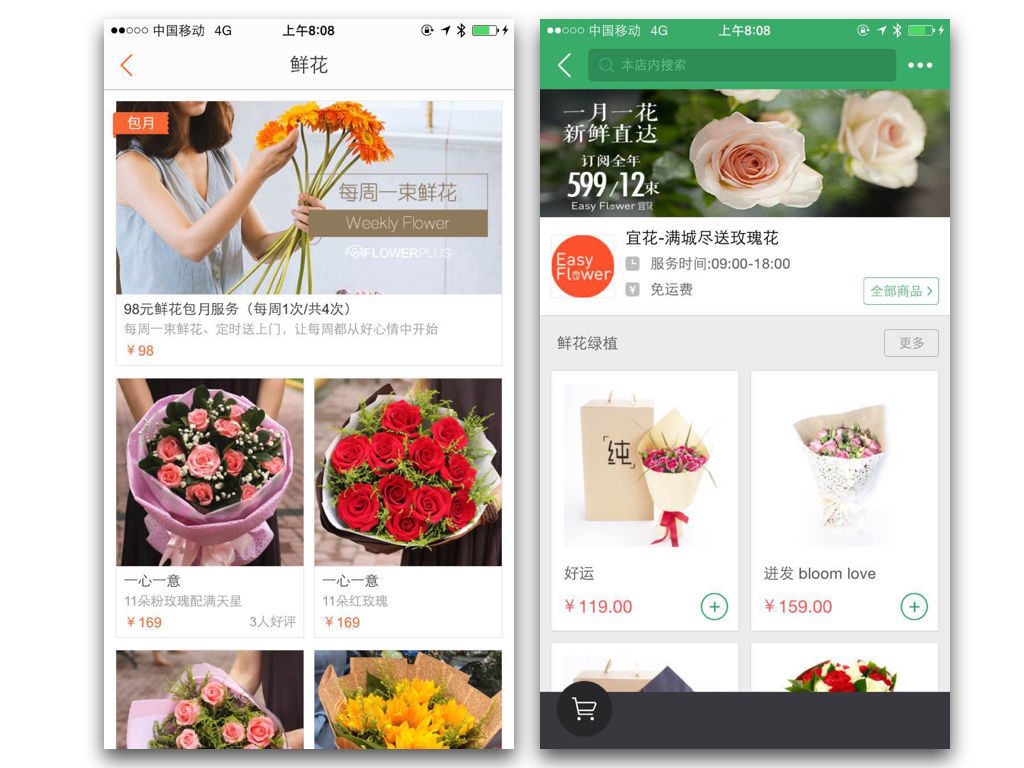 中国移动 4G 上午8:08
鲜花
包月
每周一束鲜花
Weekly Flower
FLOWERPLUS
98元鲜花包月服务（每周1次/共4次）
每周一束鲜花、定时送上门，让每周都从好心情中开始
￥98
一心一意
11朵粉玫瑰配满天星
￥169 3人好评
一心一意
11朵红玫瑰
￥169
中国移动 4G 上午8:08
本店内搜索
一月一花
新鲜直达
订阅全年
599/12束
Easy Flower 宜花
Easy
Flower
宜花-满城尽送玫瑰花
服务时间:09:00-18:00
¥ 免运费
全部商品
鲜花绿植
更多
纯
好运
￥119.00
迸发 bloom love
￥159.00